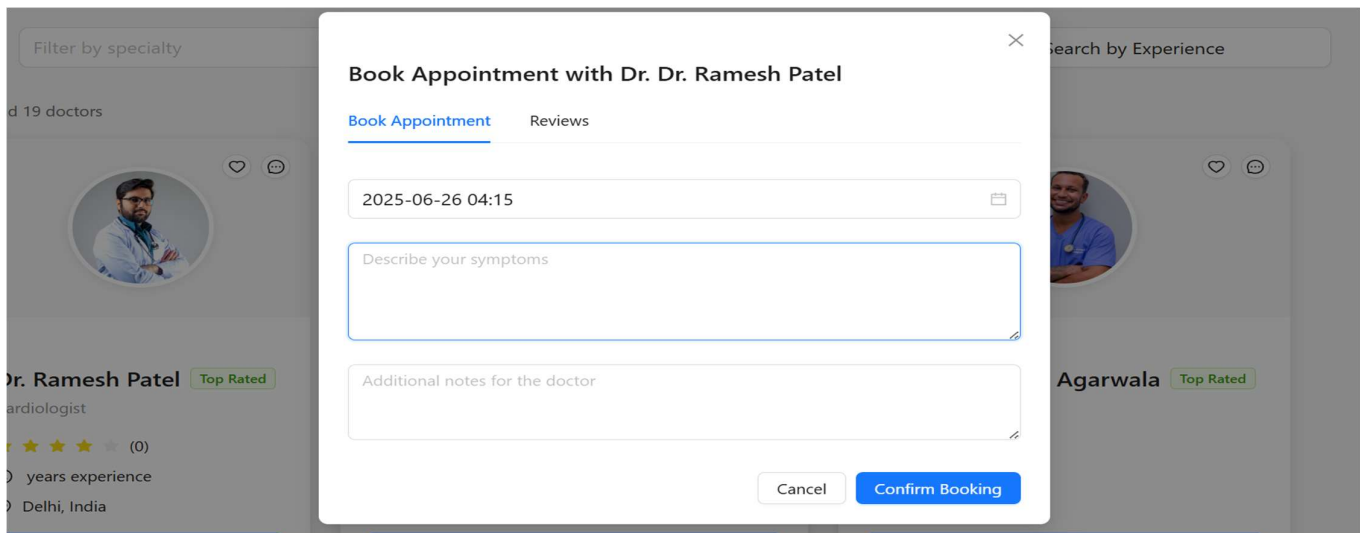 Filter by specialty
Search by Experience
Book Appointment with Dr. Dr. Ramesh Patel
d 19 doctors
Book Appointment
Reviews
2025-06-26 04:15
Describe your symptoms
Additional notes for the doctor
Dr. Ramesh Patel Top Rated
ardiologist
(0)
years experience
Delhi, India
Agarwala Top Rated
Cancel
Confirm Booking